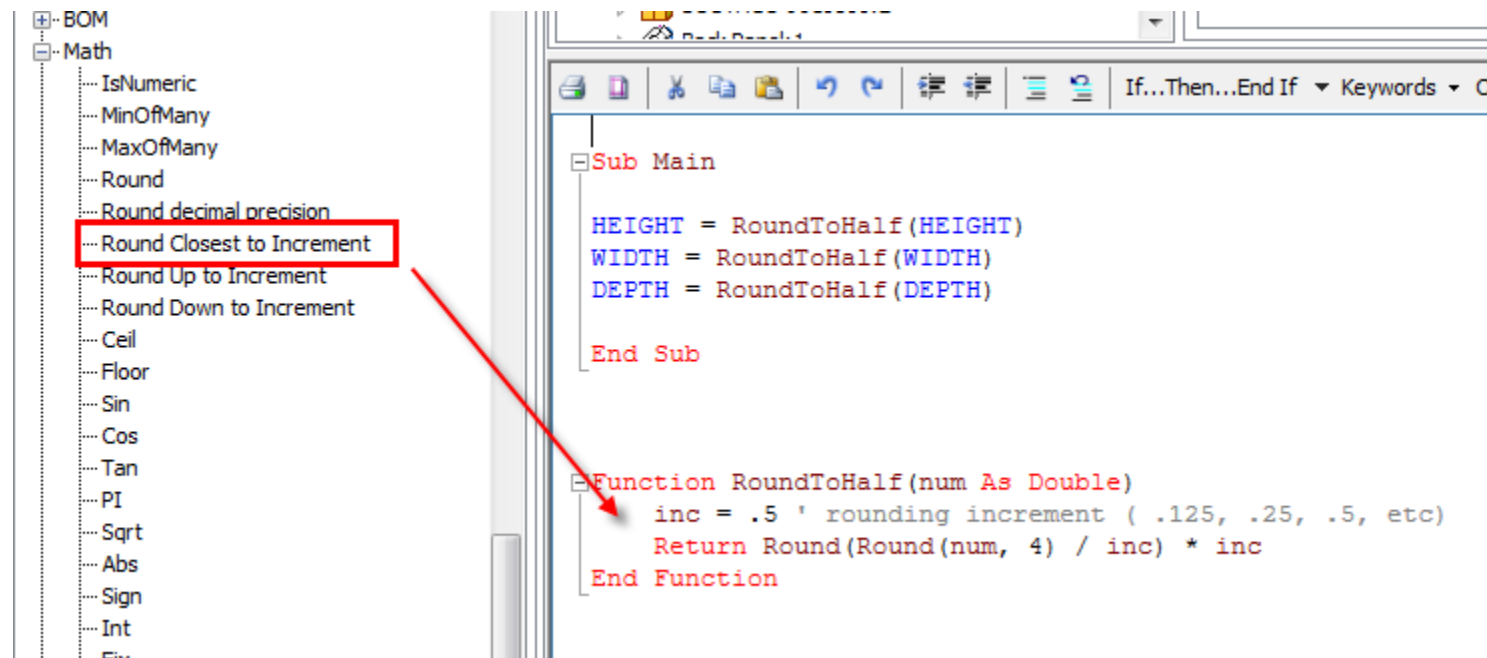 BOM
Math
IsNumeric
MinOfMany
MaxOfMany
Round
Round decimal precision
Round Closest to Increment
Round Up to Increment
Round Down to Increment
Ceil
Floor
Sin
Cos
Tan
PI
Sqrt
Abs
Sign
Int
If...Then...End If Keywords
Sub Main
HEIGHT = RoundToHalf(HEIGHT)
WIDTH = RoundToHalf(WIDTH)
DEPTH = RoundToHalf(DEPTH)
End Sub
Function RoundToHalf(num As Double)
inc = .5 ' rounding increment ( .125, .25, .5, etc)
Return Round(Round(num, 4) / inc) * inc
End Function